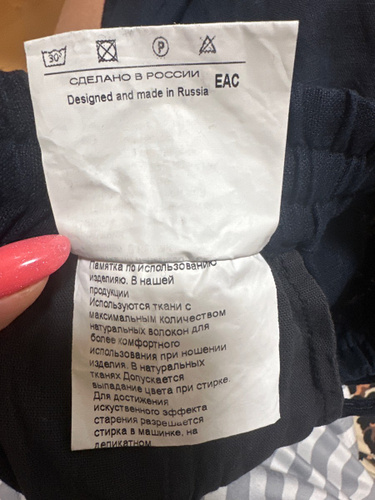 30°
P
СДЕЛАНО В РОССИИ EAC
Designed and made in Russia
Памятка по использованию
изделияю. В нашей
продукции
Используются ткани с
максимальным количеством
натуральных волокон для
более комфортного
использования при ношении
изделия. В натуральных
тканях Допускается
выпадание цвета при стирке.
Для достижения
искуственного эффекта
старения разрешается
стирка в машинке, на
деликатном